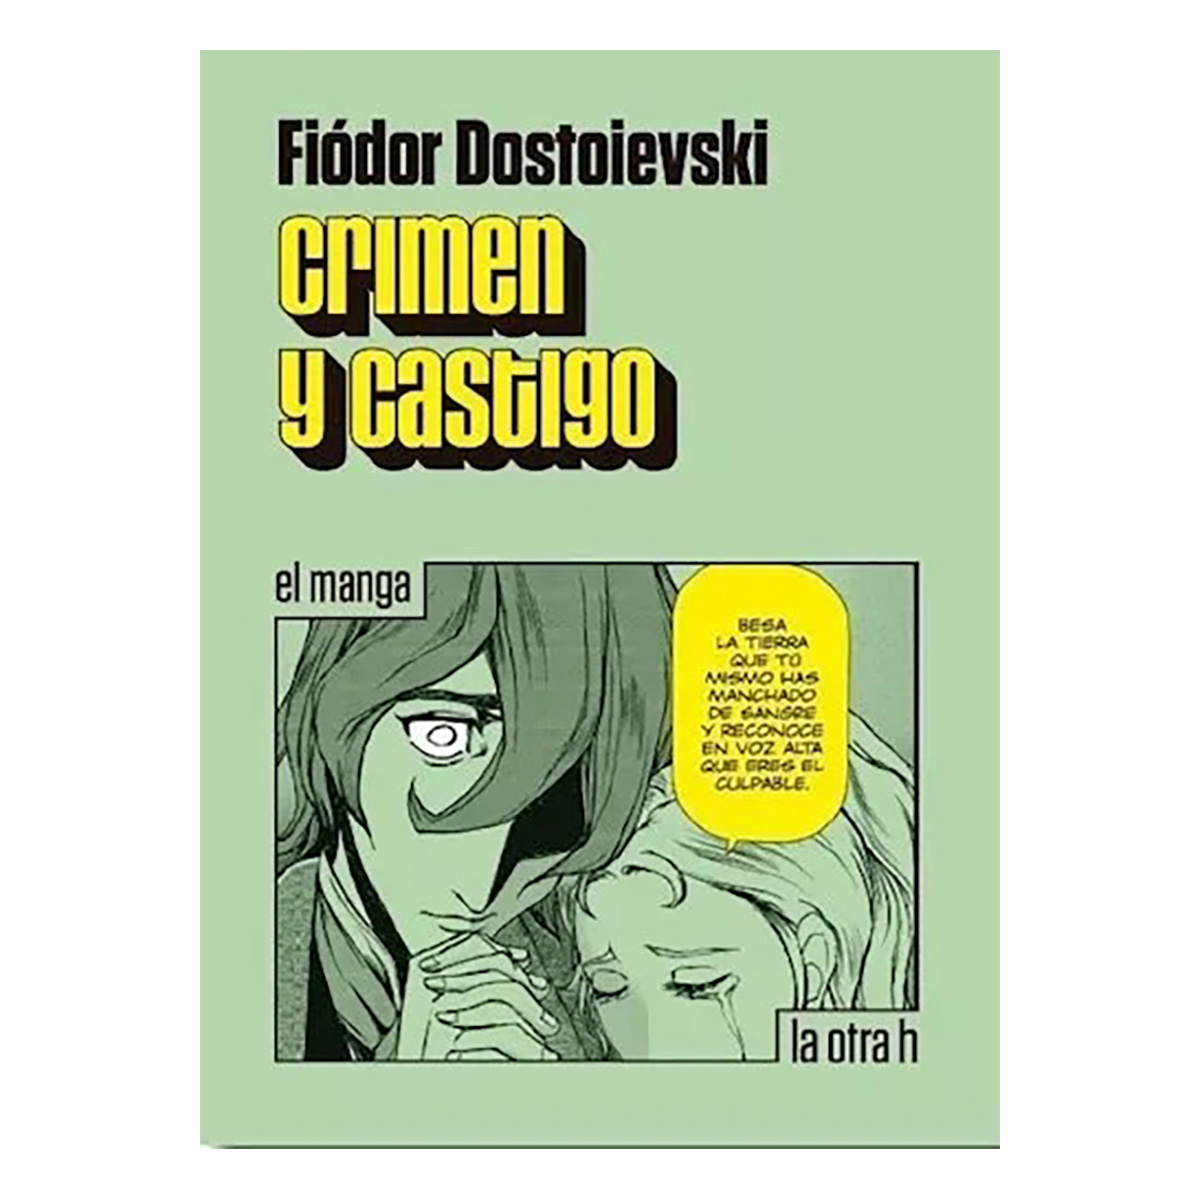 Fiódor Dostoievski
crimen
y castigo
el manga
BESA
LA TIERRA
QUE TÚ
MISMO HAS
MANCHADO
DE SANGRE
Y RECONOCE
EN VOZ ALTA
QUE ERES EL
CULPABLE.
la otra h